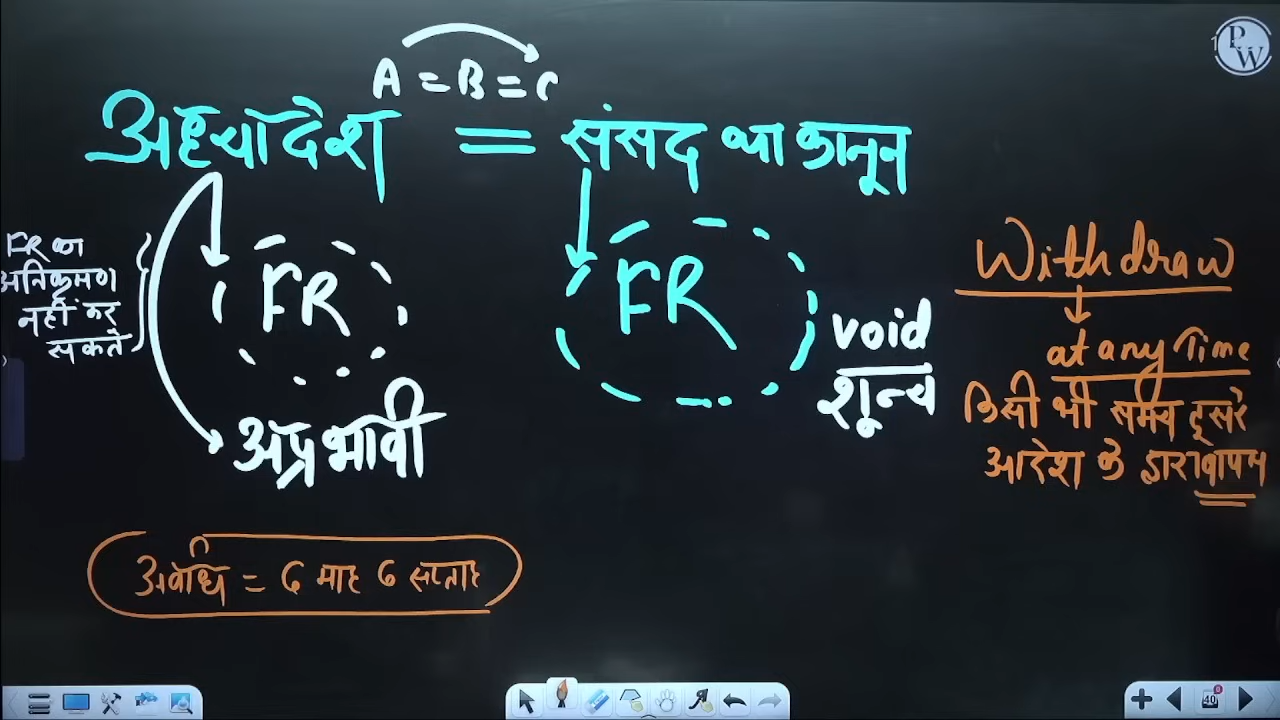 A = B = C
अध्यादेश = संसद का कानून
FR का
अतिक्रमण
नहीं कर
सकते
FR
FR
void
शून्य
अप्रभावी
Withdraw
at any Time
किसी भी समय दूसरे
आदेश के द्वारा वापस
अवधि = 6 माह 6 सप्ताह
PW
40